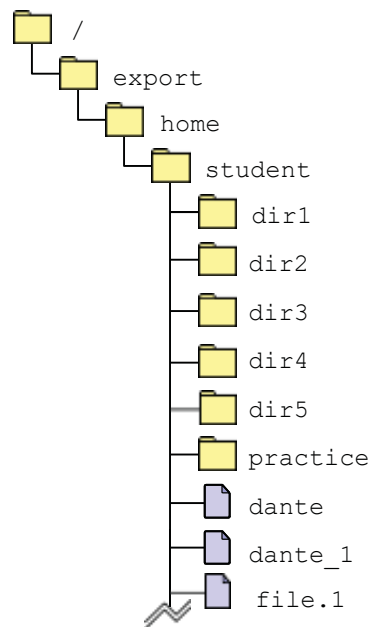 /
export
home
student
dir1
dir2
dir3
dir4
dir5
practice
dante
dante_1
file.1